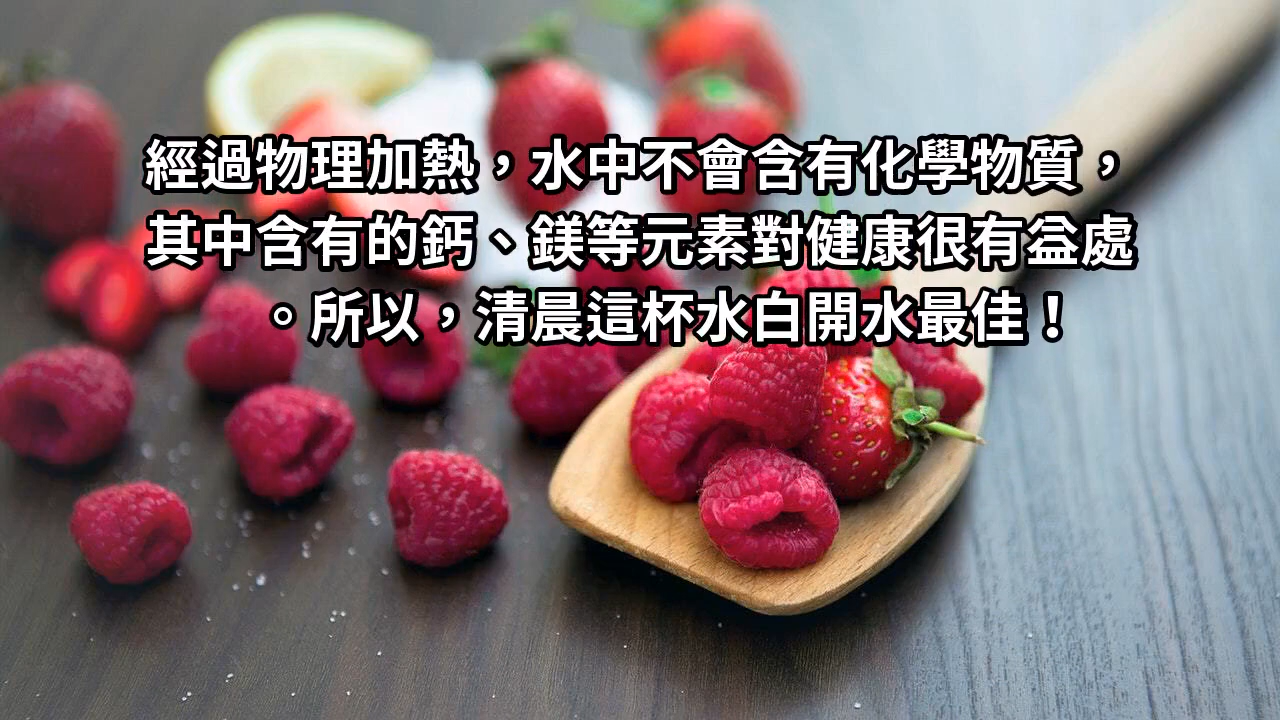 經過物理加熱，水中不會含有化學物質，
其中含有的鈣、鎂等元素對健康很有益處
。所以，清晨這杯水白開水最佳！